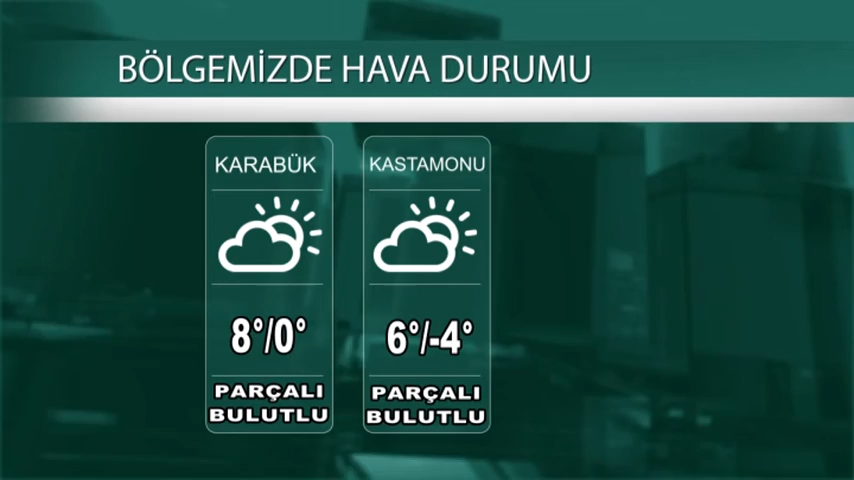 BÖLGEMİZDE HAVA DURUMU
KARABÜK
8°/0°
PARÇALI
BULUTLU
KASTAMONU
6°/-4°
PARÇALI
BULUTLU